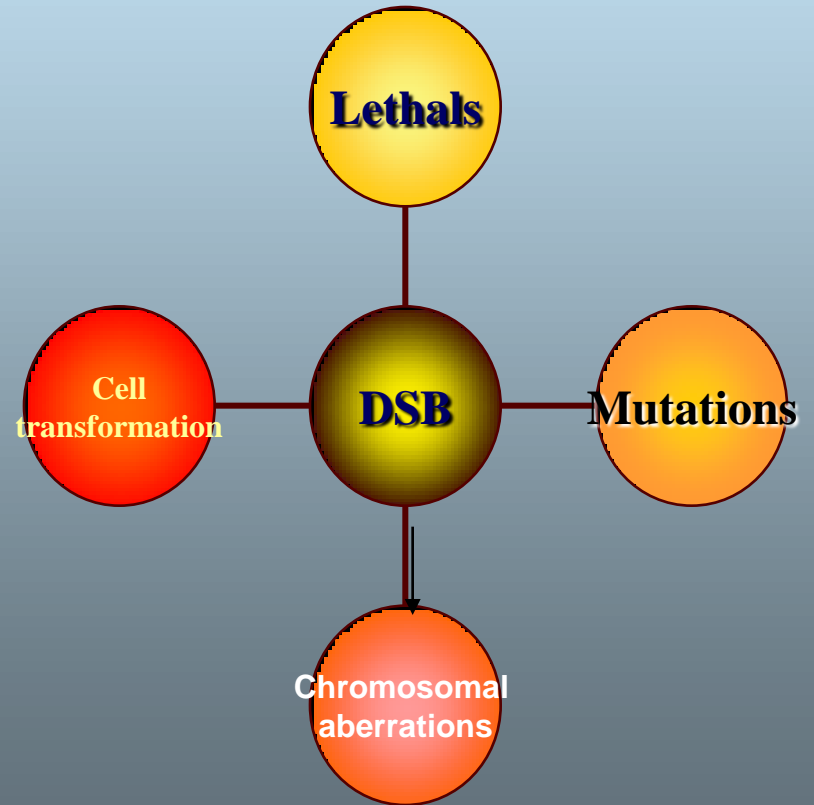 Lethals
Cell
transformation
DSB
Mutations
Chromosomal
aberrations